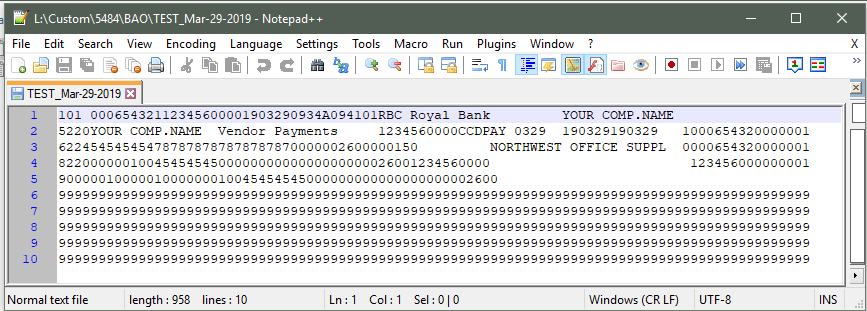 L:\Custom\5484\BAO\TEST_Mar-29-2019 - Notepad++
File Edit Search View Encoding Language Settings Tools Macro Run Plugins Window ? X
TEST_Mar-29-2019
1 101 00065432112345600001903290934A094101RBC Royal Bank         YOUR COMP.NAME
2 5220YOUR COMP.NAME  Vendor Payments     1234560000CCDPAY 0329  190329190329   1000654320000001
3 622454545454787878787878787870000002600000150         NORTHWEST OFFICE SUPPL  0000654320000001
4 822000000100454545450000000000000000000026001234560000                         123456000000001
5 9000001000001000000010045454545000000000000000000002600
6 9999999999999999999999999999999999999999999999999999999999999999999999999999999999999999999999
7 9999999999999999999999999999999999999999999999999999999999999999999999999999999999999999999999
8 9999999999999999999999999999999999999999999999999999999999999999999999999999999999999999999999
9 9999999999999999999999999999999999999999999999999999999999999999999999999999999999999999999999
10 9999999999999999999999999999999999999999999999999999999999999999999999999999999999999999999999
Normal text file length : 958 lines : 10 Ln : 1 Col : 1 Sel : 0 | 0 Windows (CR LF) UTF-8 INS